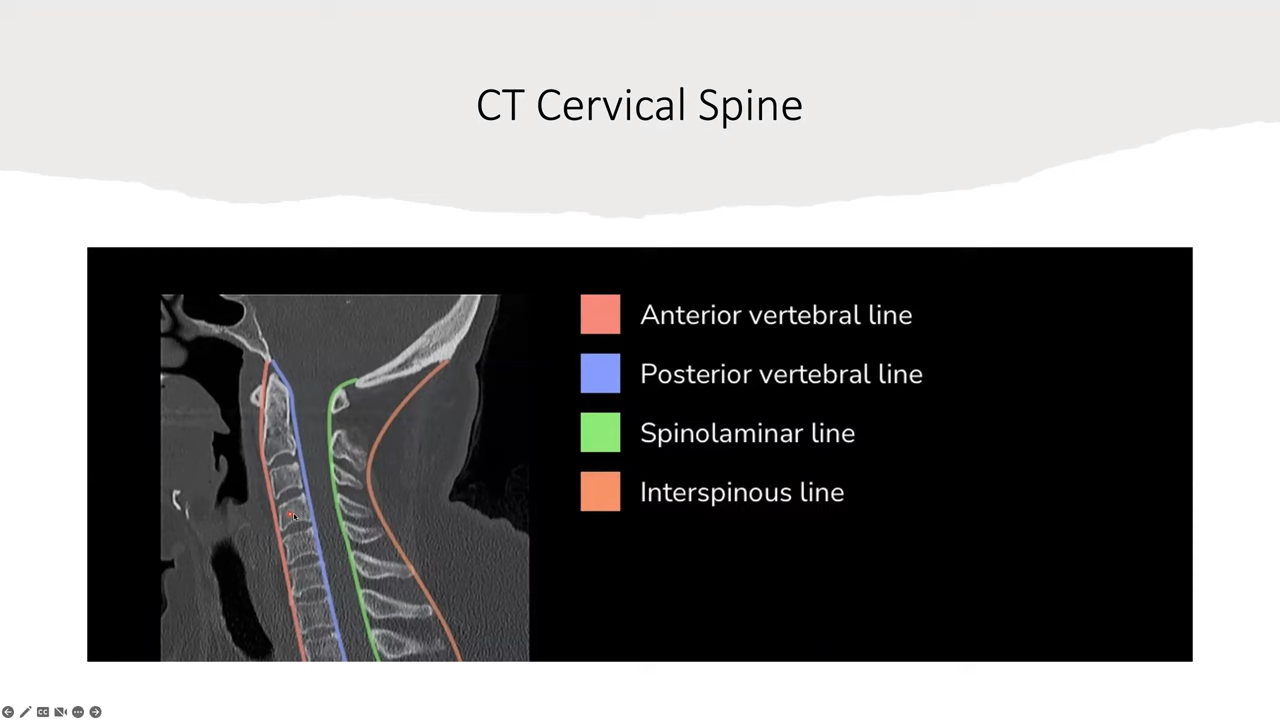 CT Cervical Spine
Anterior vertebral line
Posterior vertebral line
Spinolaminar line
Interspinous line